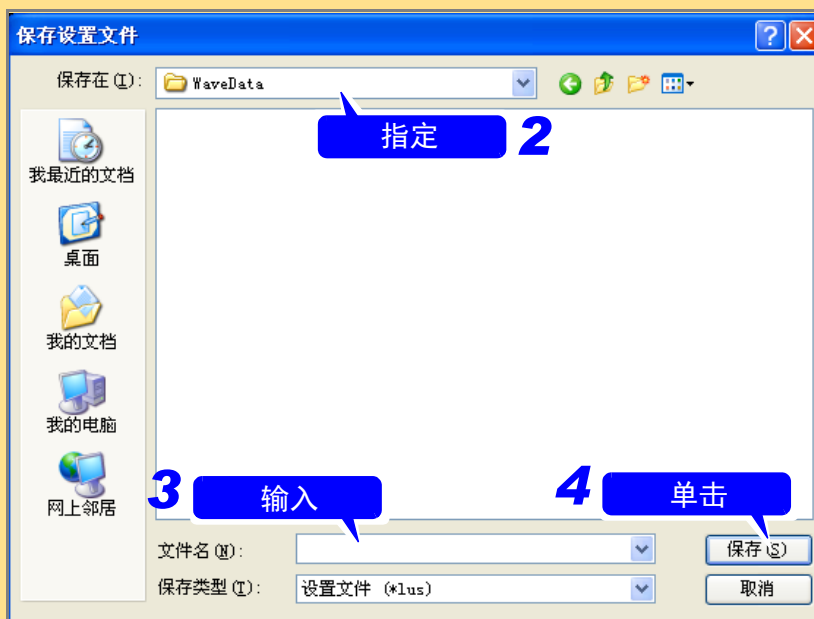 保存设置文件
保存在(I):
WaveData
指定 2
我最近的文档
桌面
我的文档
我的电脑
网上邻居
3 输入
4 单击
文件名(N):
保存(S)
保存类型(T):
设置文件 (*lus)
取消